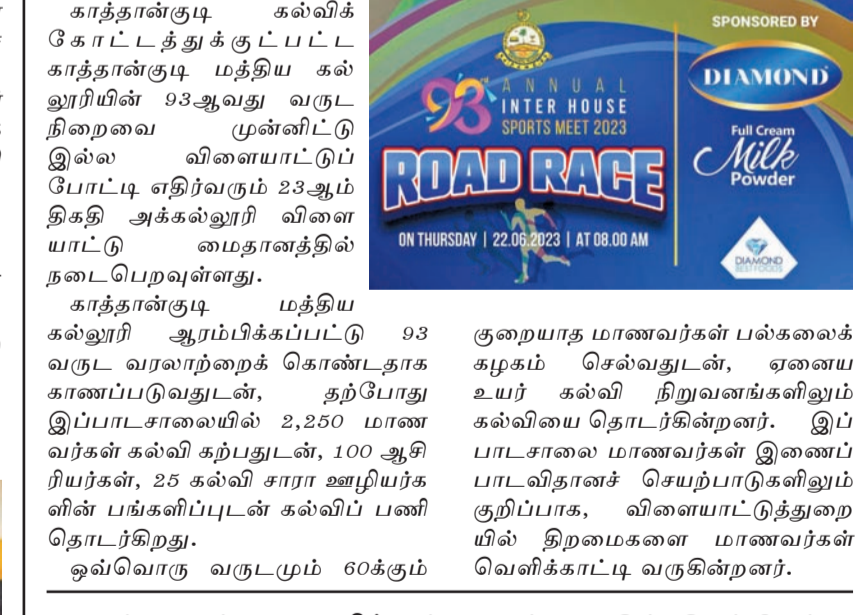 காத்தான்குடி கல்விக்
கோட்டத்துக்குட்பட்ட
காத்தான்குடி மத்திய கல்
லூரியின் 93ஆவது வருட
நிறைவை முன்னிட்டு
இல்ல விளையாட்டுப்
போட்டி எதிர்வரும் 23ஆம்
திகதி அக்கல்லூரி விளை
யாட்டு மைதானத்தில்
நடைபெறவுள்ளது.
காத்தான்குடி மத்திய
கல்லூரி ஆரம்பிக்கப்பட்டு 93
வருட வரலாற்றைக் கொண்டதாக
காணப்படுவதுடன், தற்போது
இப்பாடசாலையில் 2,250 மாண
வர்கள் கல்வி கற்பதுடன், 100 ஆசி
ரியர்கள், 25 கல்வி சாரா ஊழியர்க
ளின் பங்களிப்புடன் கல்விப் பணி
தொடர்கிறது.
ஒவ்வொரு வருடமும் 60க்கும்
குறையாத மாணவர்கள் பல்கலைக்
கழகம் செல்வதுடன், ஏனைய
உயர் கல்வி நிறுவனங்களிலும்
கல்வியை தொடர்கின்றனர். இப்
பாடசாலை மாணவர்கள் இணைப்
பாடவிதானச் செயற்பாடுகளிலும்
குறிப்பாக, விளையாட்டுத்துறை
யில் திறமைகளை மாணவர்கள்
வெளிக்காட்டி வருகின்றனர்.
93rd ANNUAL
INTER HOUSE
SPORTS MEET 2023
ROAD RACE
ON THURSDAY | 22.06.2023 | AT 08.00 AM
SPONSORED BY
DIAMOND
Full Cream
Milk
Powder
DIAMOND
BEST FOODS